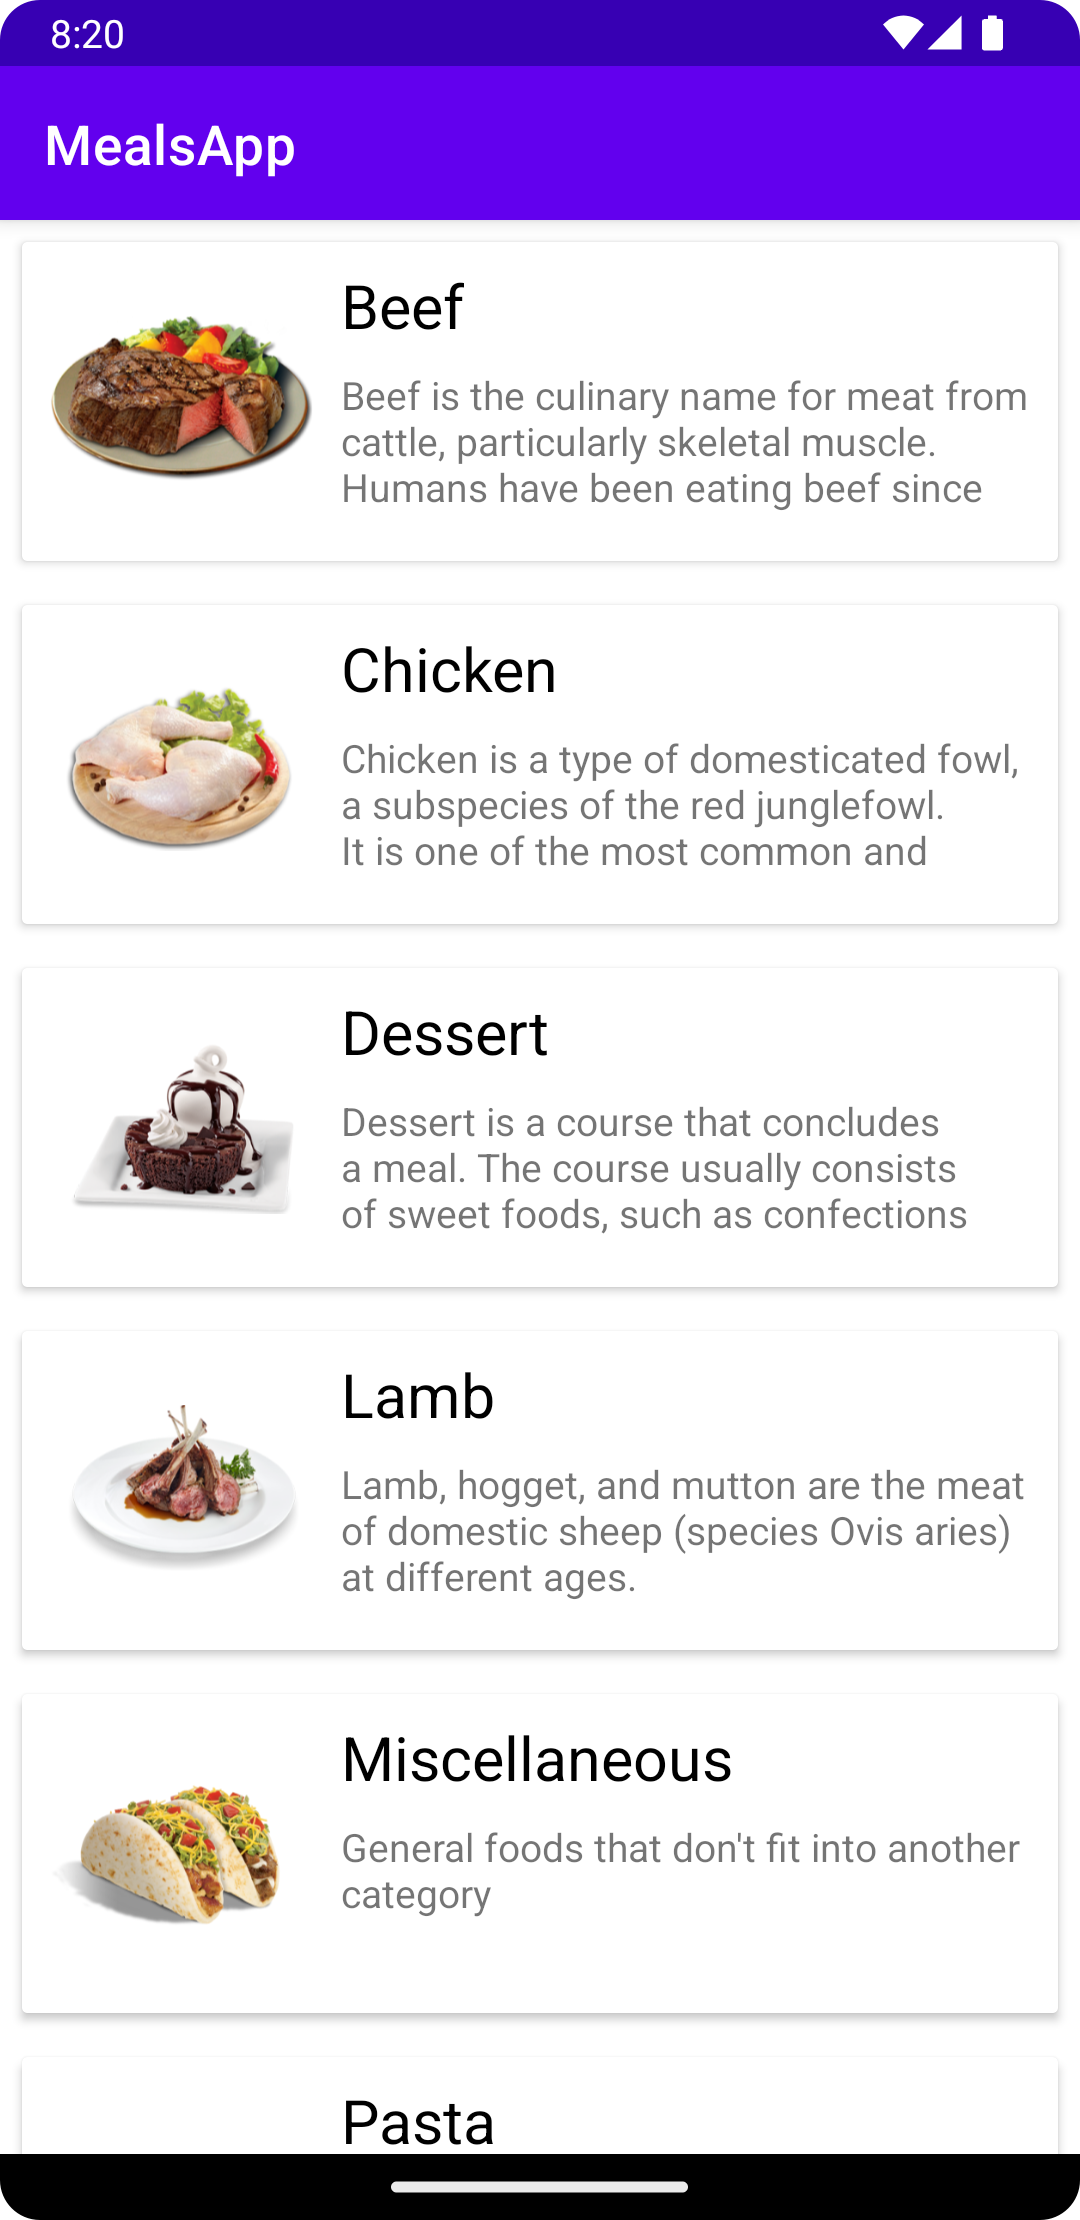 8:20
MealsApp
Beef
Beef is the culinary name for meat from
cattle, particularly skeletal muscle.
Humans have been eating beef since
Chicken
Chicken is a type of domesticated fowl,
a subspecies of the red junglefowl.
It is one of the most common and
Dessert
Dessert is a course that concludes
a meal. The course usually consists
of sweet foods, such as confections
Lamb
Lamb, hogget, and mutton are the meat
of domestic sheep (species Ovis aries)
at different ages.
Miscellaneous
General foods that don't fit into another
category
Pasta